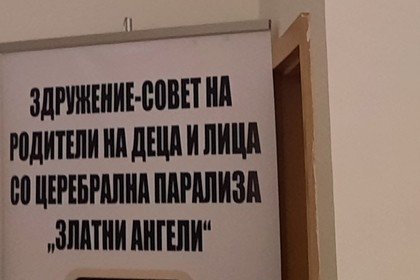 ЗДРУЖЕНИЕ-СОВЕТ НА
РОДИТЕЛИ НА ДЕЦА И ЛИЦА
СО ЦЕРЕБРАЛНА ПАРАЛИЗА
„ЗЛАТНИ АНГЕЛИ“